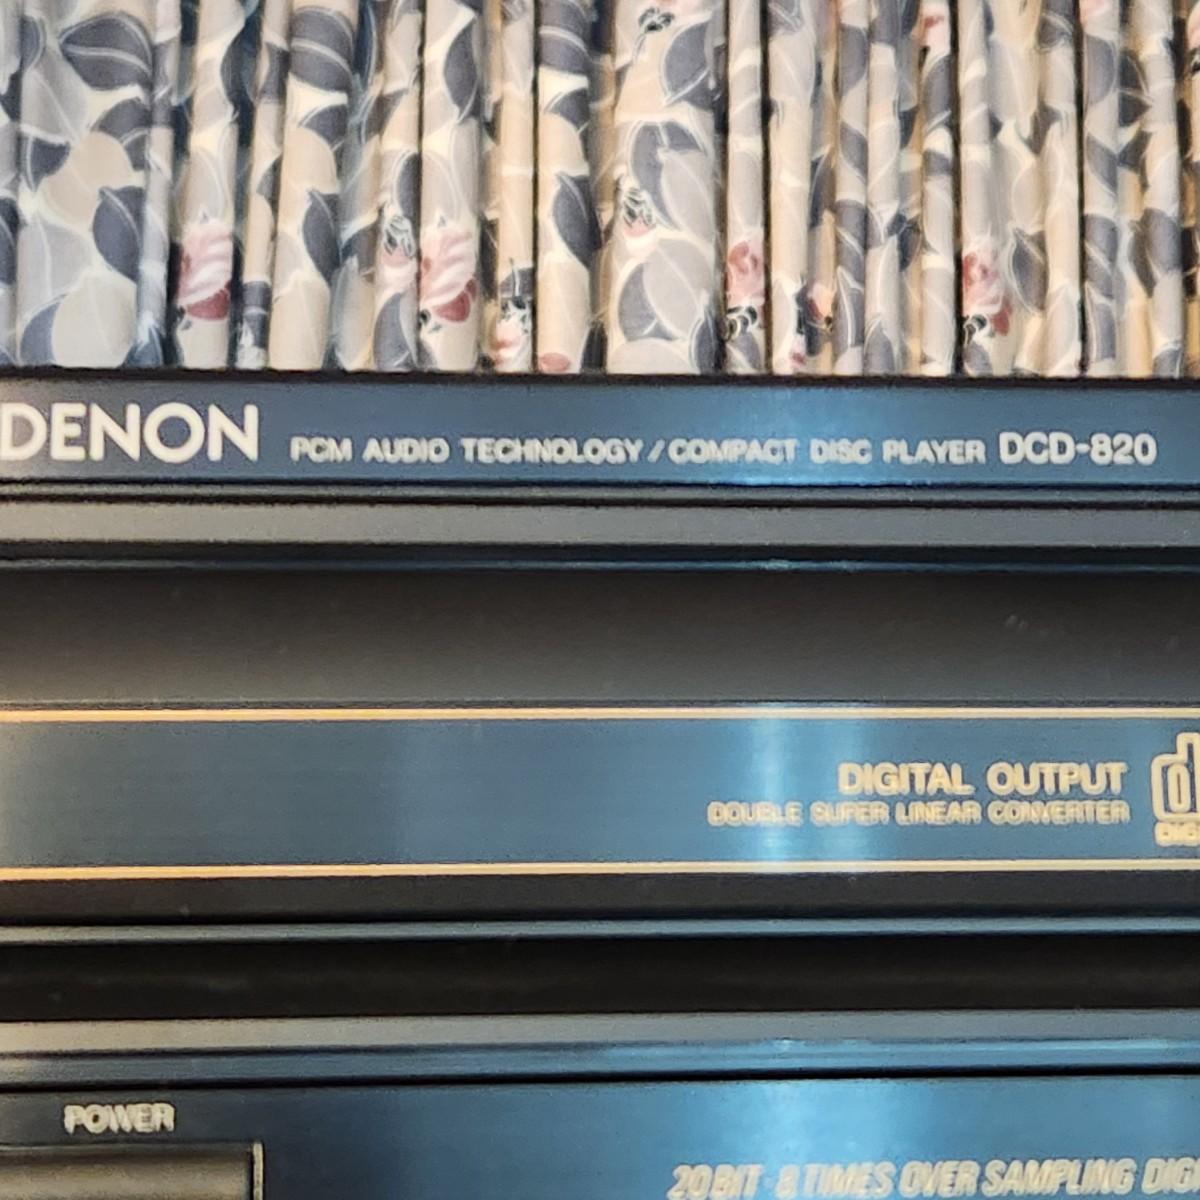 DENON PCM AUDIO TECHNOLOGY / COMPACT DISC PLAYER DCD-820
DIGITAL OUTPUT
DOUBLE SUPER LINEAR CONVERTER
POWER
20 BIT · 8 TIMES OVER SAMPLING